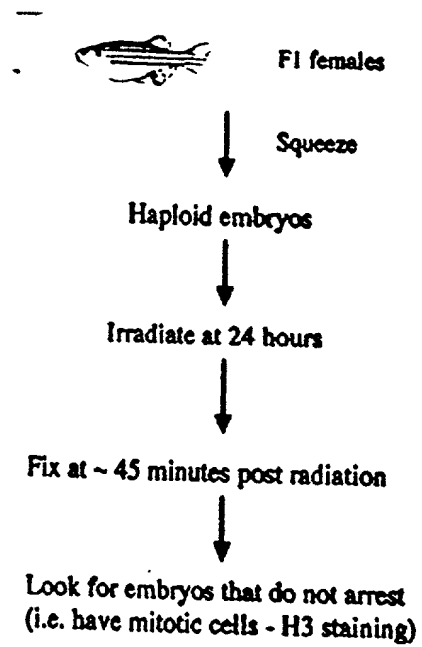 F1 females
Squeeze
Haploid embryos
Irradiate at 24 hours
Fix at ~ 45 minutes post radiation
Look for embryos that do not arrest
(i.e. have mitotic cells - H3 staining)